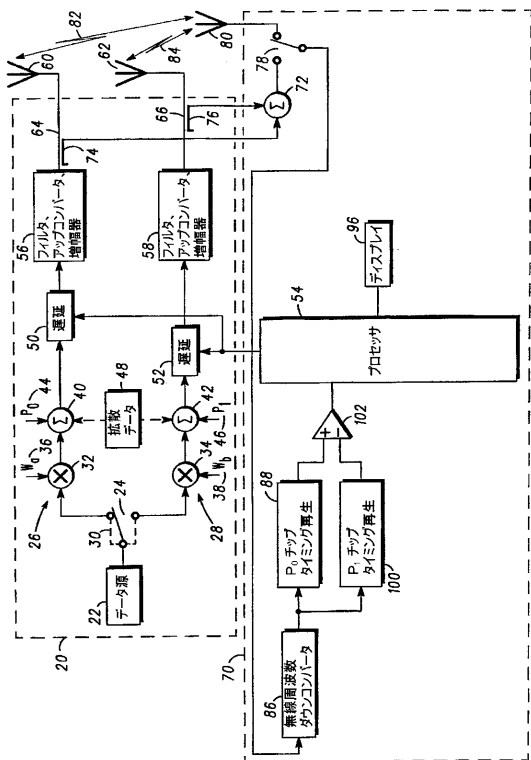 82
60
62
84
80
64
66
78
74
76
72
Σ
56
フィルタ、
アップコンバータ、
増幅器
58
フィルタ、
アップコンバータ、
増幅器
96
ディスプレイ
50
遅延
52
遅延
54
プロセッサ
P₀
44
40
Σ
48
拡散
データ
42
Σ
46
P₁
Wa
36
32
X
34
X
Wb
38
102
+
−
26
24
28
30
22
データ源
20
88
P₀チップ
タイミング再生
P₁チップ
タイミング再生
100
70
86
無線周波数
ダウンコンバータ